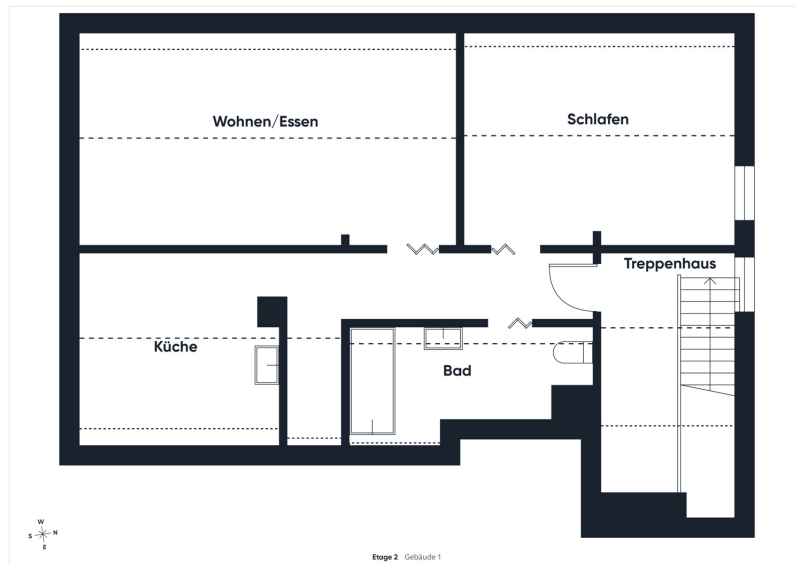 Wohnen/Essen
Schlafen
Treppenhaus
Küche
Bad
W
S N
E
Etage 2 Gebäude 1